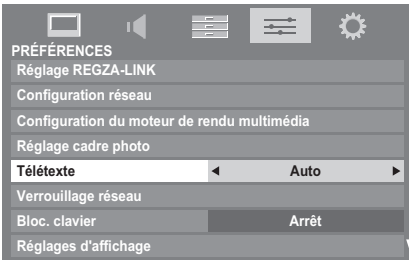 PRÉFÉRENCES
Réglage REGZA-LINK
Configuration réseau
Configuration du moteur de rendu multimédia
Réglage cadre photo
Télétexte Auto
Verrouillage réseau
Bloc. clavier Arrêt
Réglages d'affichage